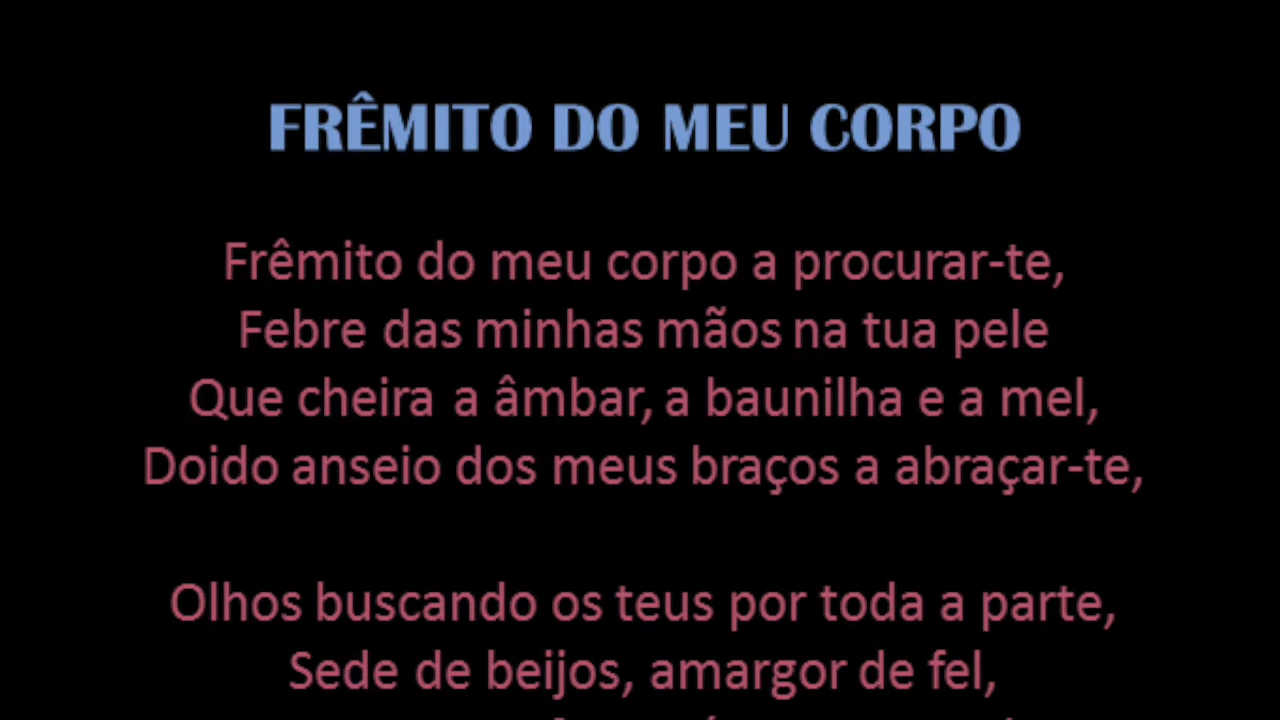 FRÊMITO DO MEU CORPO
Frêmito do meu corpo a procurar-te,
Febre das minhas mãos na tua pele
Que cheira a âmbar, a baunilha e a mel,
Doido anseio dos meus braços a abraçar-te,
Olhos buscando os teus por toda a parte,
Sede de beijos, amargor de fel,